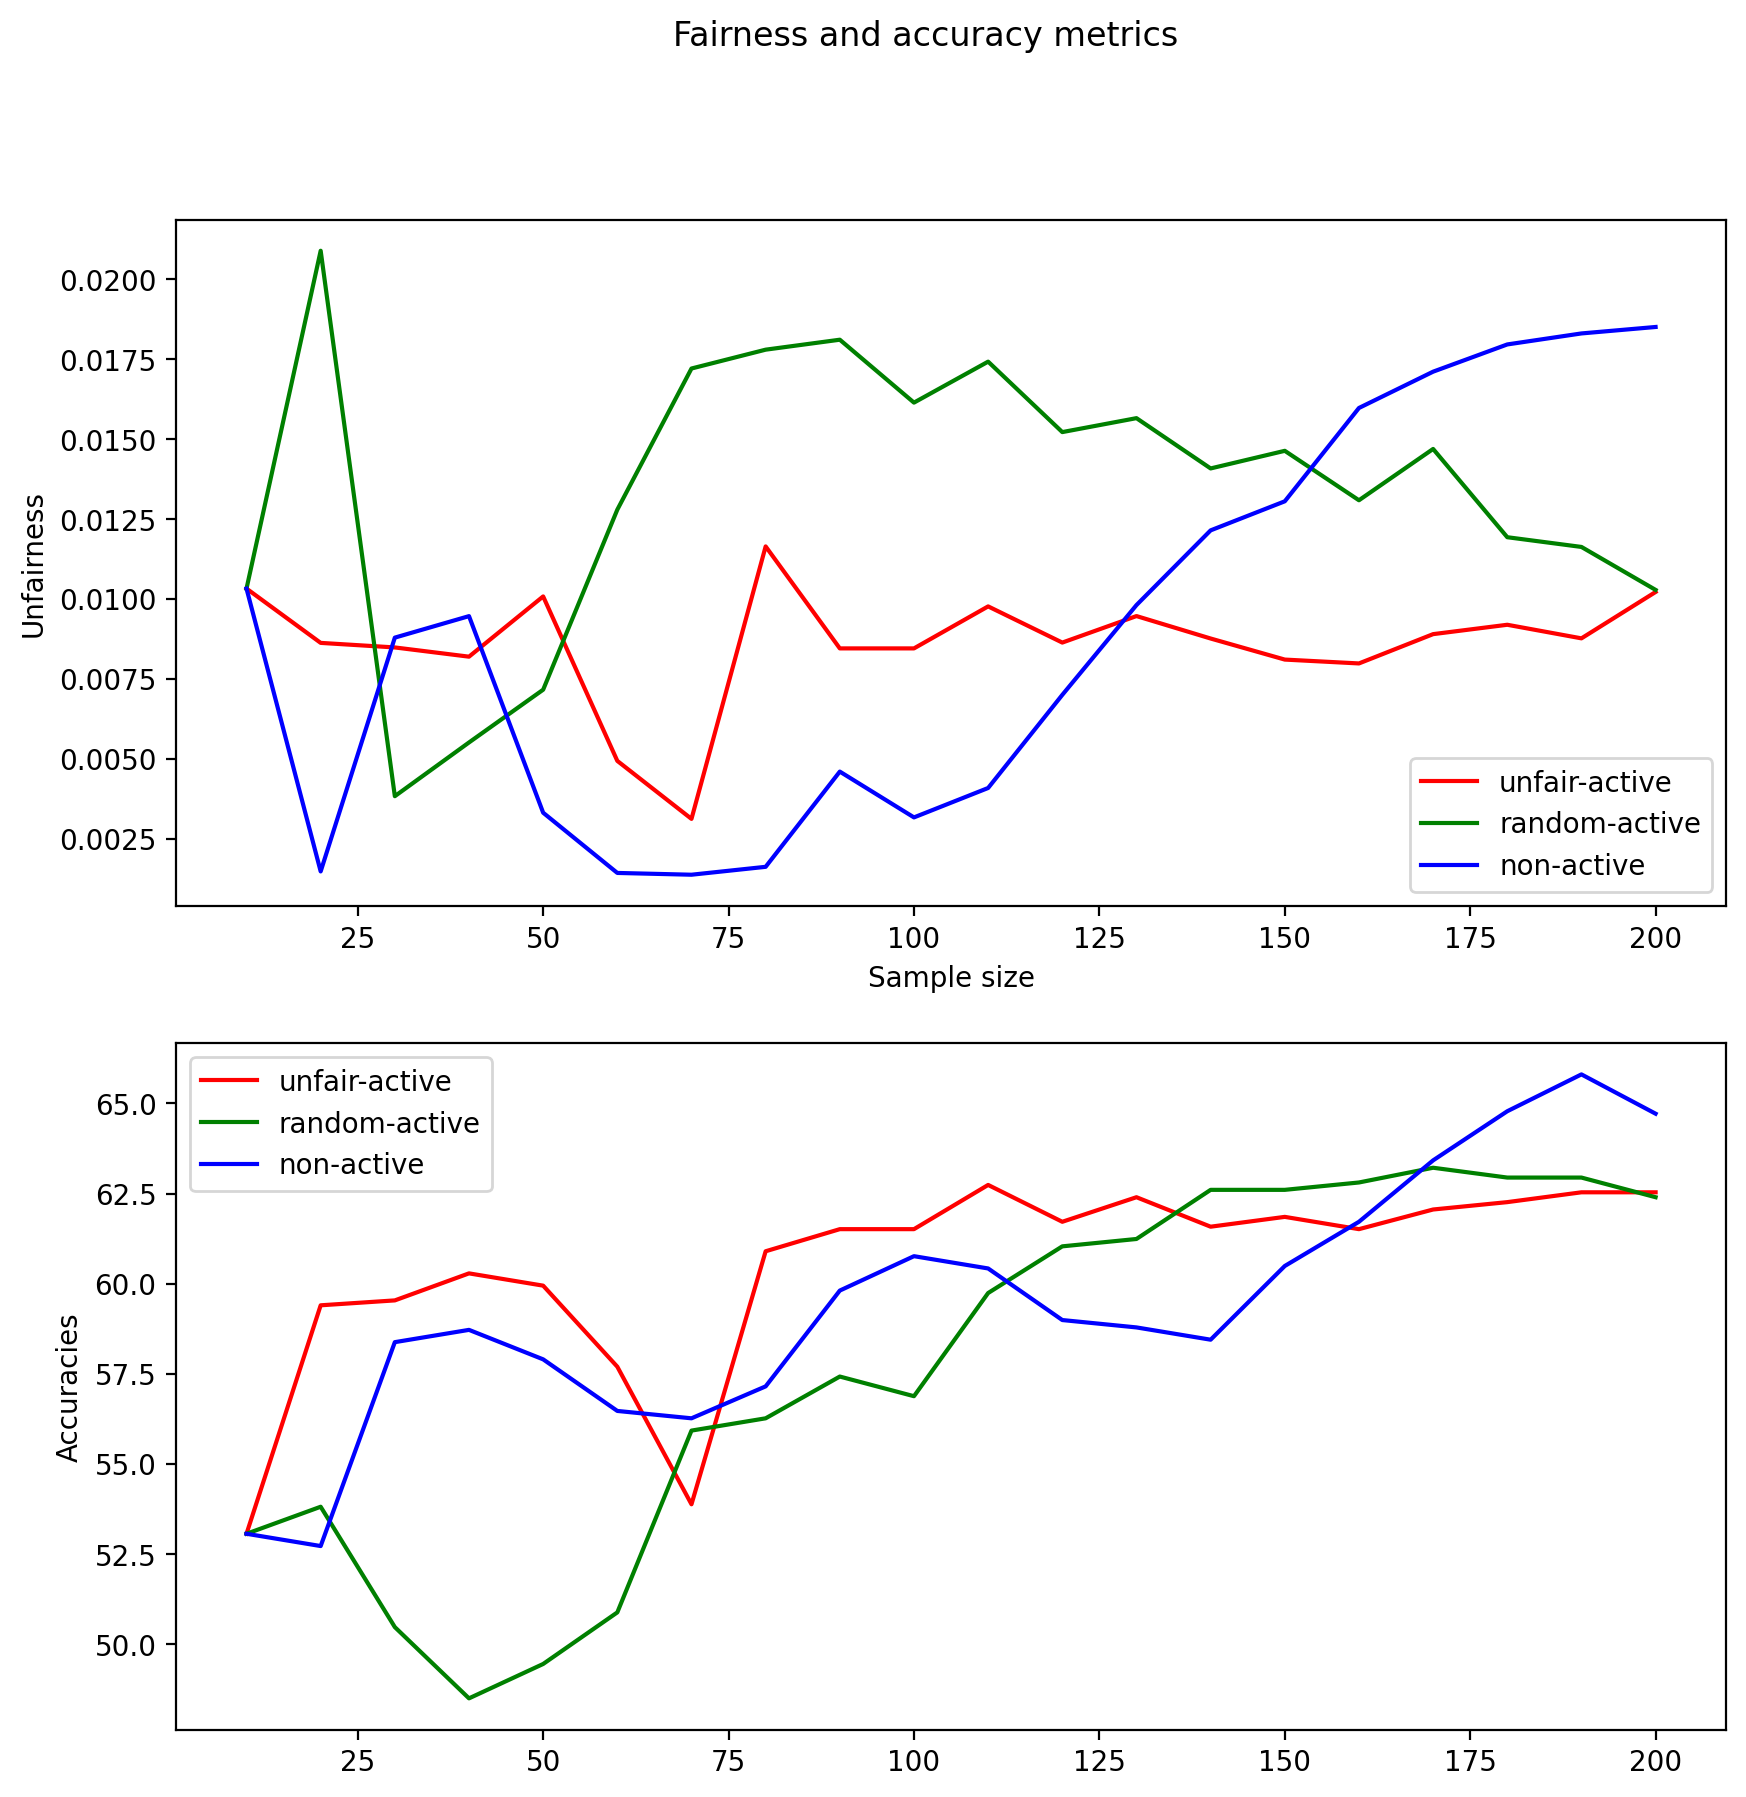 Fairness and accuracy metrics
0.0200
0.0175
0.0150
0.0125
0.0100
0.0075
0.0050
0.0025
Unfairness
unfair-active
random-active
non-active
25 50 75 100 125 150 175 200
Sample size
unfair-active
random-active
non-active
65.0
62.5
60.0
57.5
55.0
52.5
50.0
Accuracies
25 50 75 100 125 150 175 200